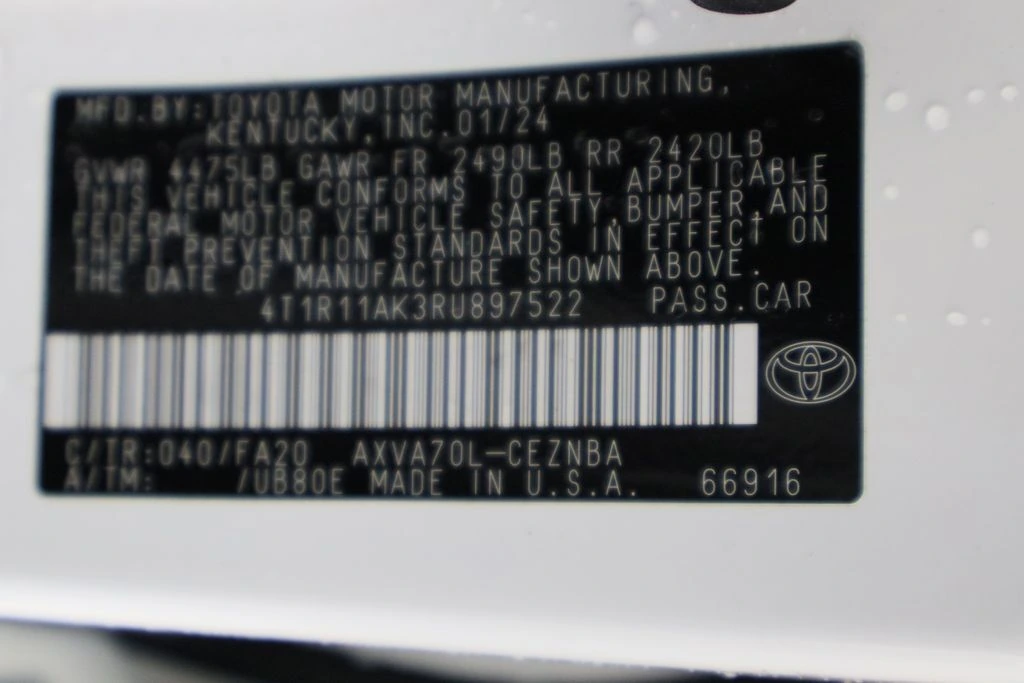 MFD.BY:TOYOTA MOTOR MANUFACTURING,
KENTUCKY,INC.01/24
GVWR 4475LB GAWR FR 2490LB RR 2420LB
THIS VEHICLE CONFORMS TO ALL APPLICABLE
FEDERAL MOTOR VEHICLE SAFETY,BUMPER,AND
THEFT PREVENTION STANDARDS IN EFFECT ON
THE DATE OF MANUFACTURE SHOWN ABOVE.
4T1R11AK3RU897522 PASS.CAR
C/TR:040/FA20 AXVA70L-CEZNBA
A/TM: /UB80E MADE IN U.S.A. 66916